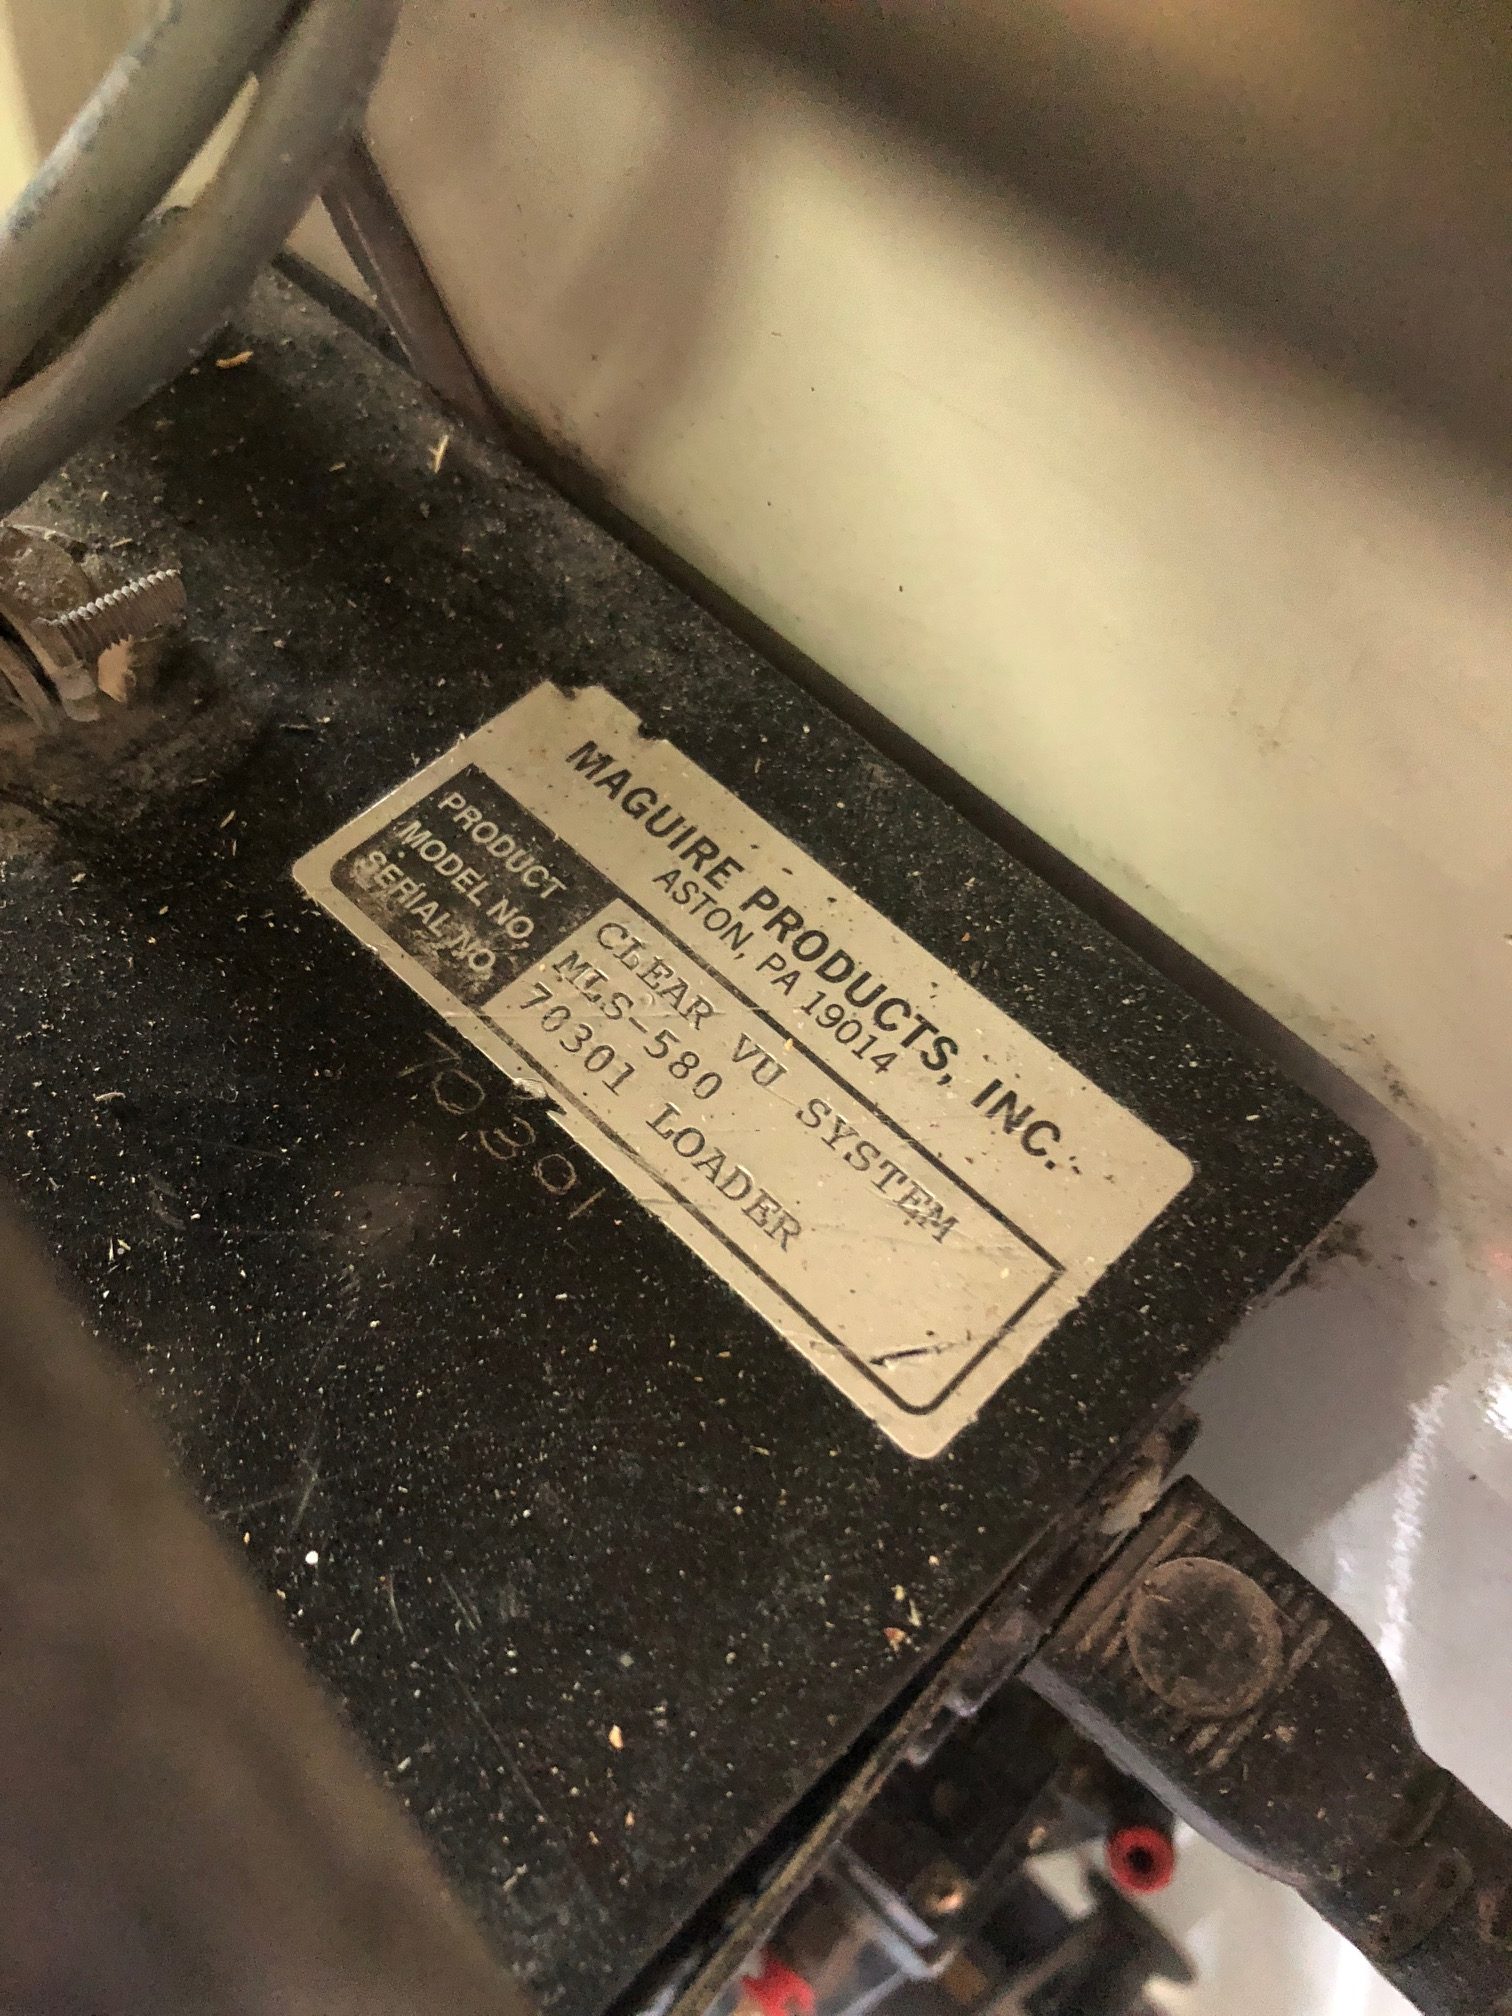 MAGUIRE PRODUCTS, INC.
ASTON, PA 19014
PRODUCT CLEAR VU SYSTEM
MODEL NO. MLS-580
SERIAL NO. 70301 LOADER
70301